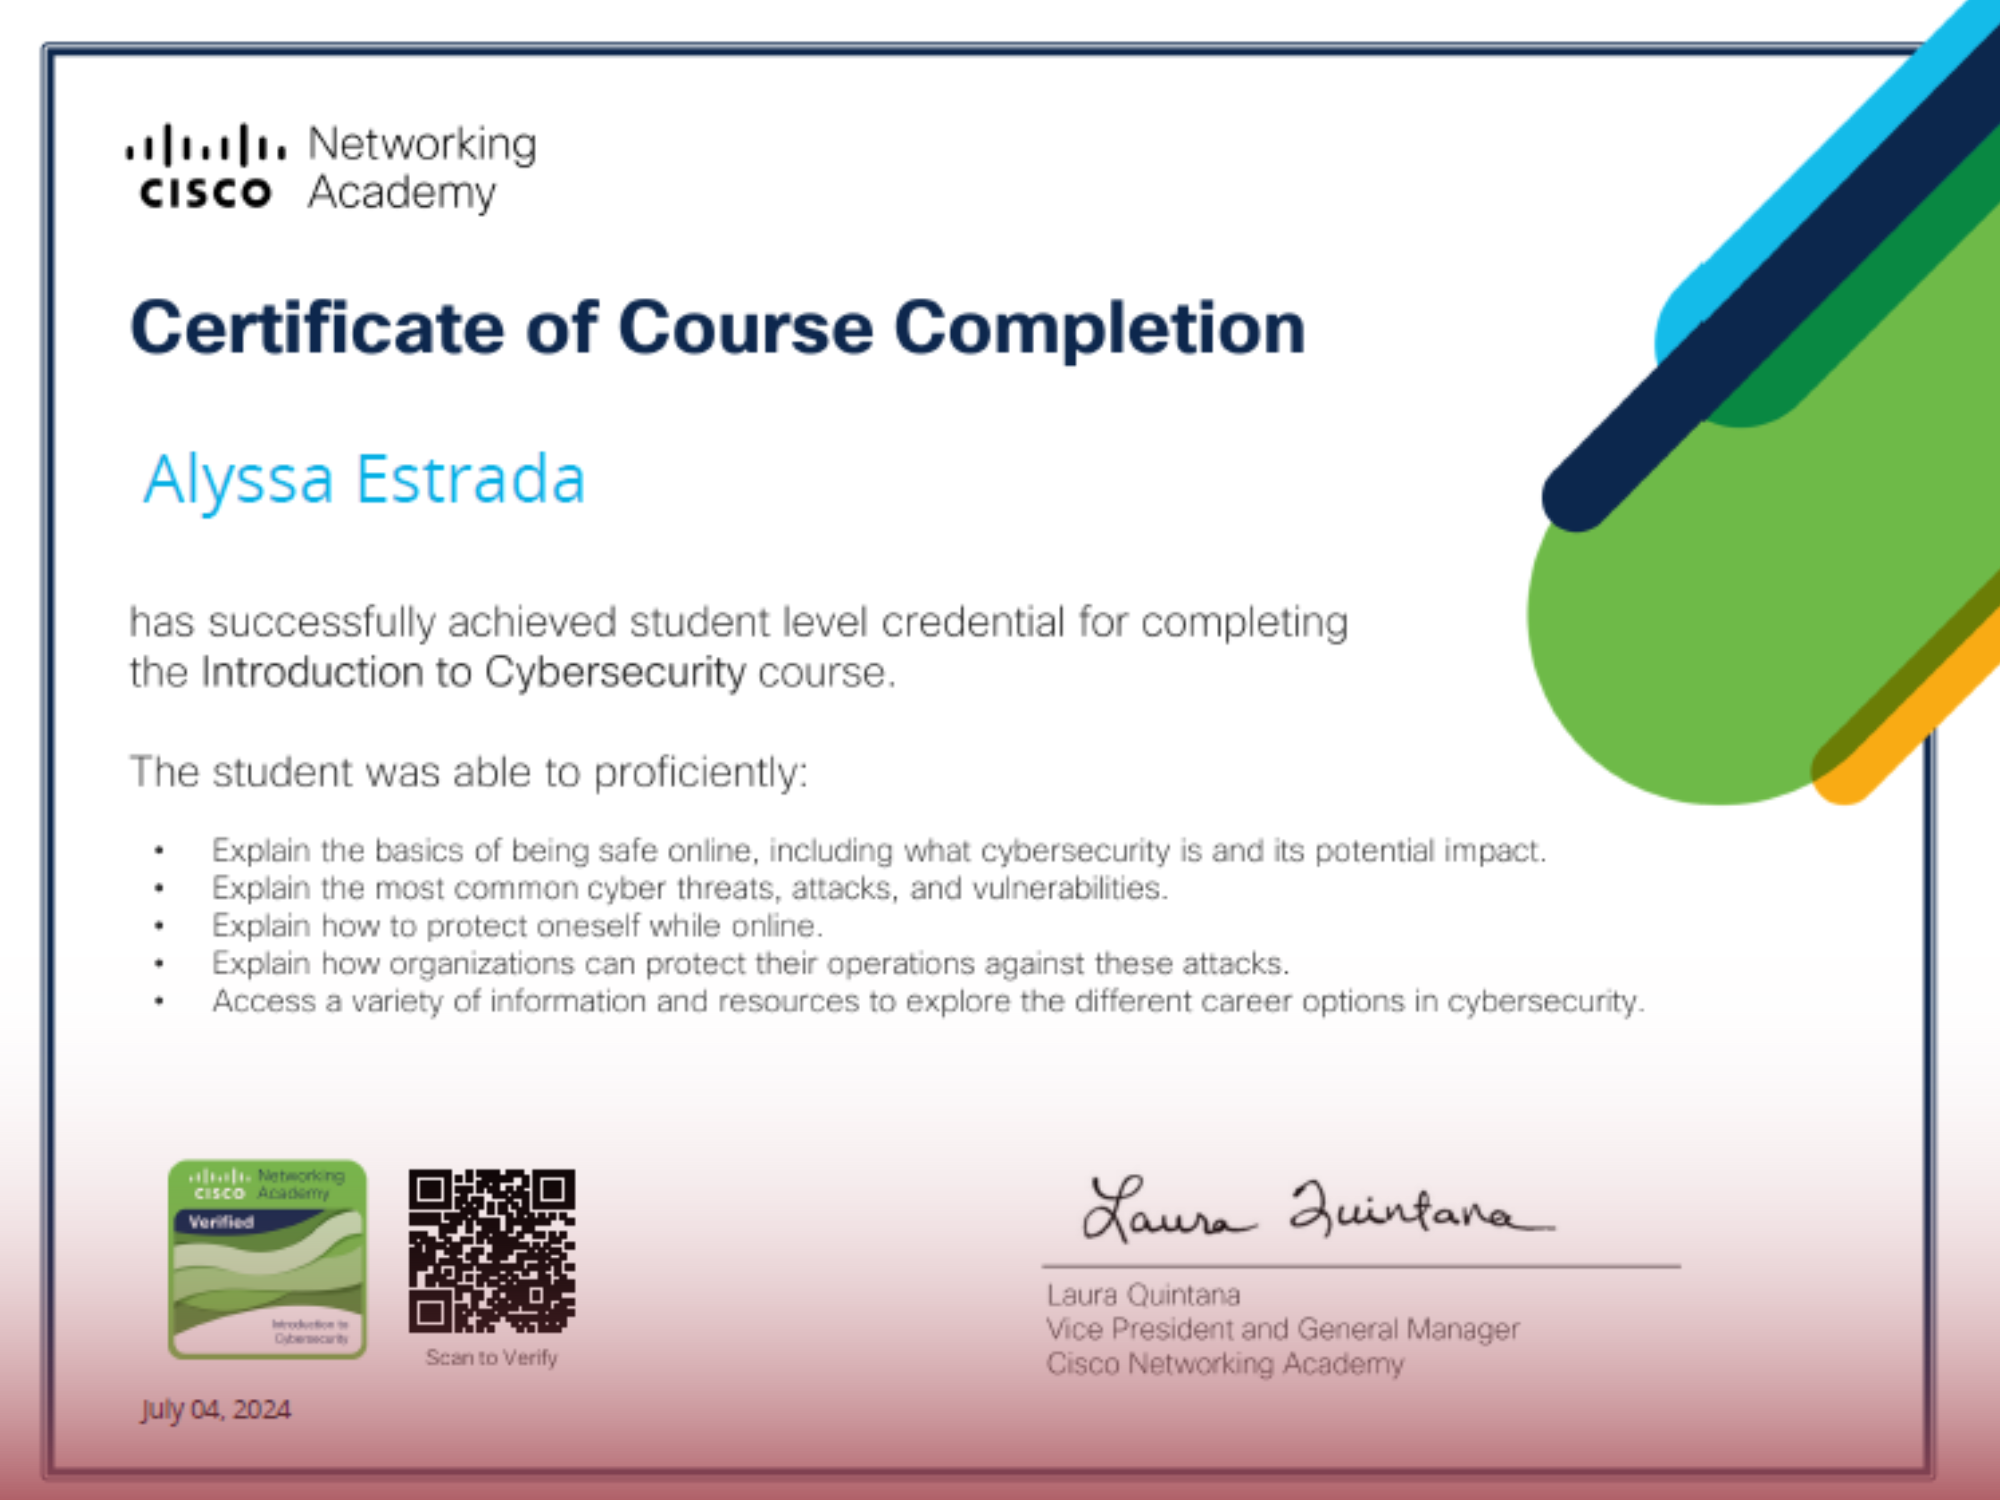 Networking
CISCO Academy
Certificate of Course Completion
Alyssa Estrada
has successfully achieved student level credential for completing
the Introduction to Cybersecurity course.
The student was able to proficiently:
• Explain the basics of being safe online, including what cybersecurity is and its potential impact.
• Explain the most common cyber threats, attacks, and vulnerabilities.
• Explain how to protect oneself while online.
• Explain how organizations can protect their operations against these attacks.
• Access a variety of information and resources to explore the different career options in cybersecurity.
Networking
CISCO Academy
Verified
Introduction to
Cybersecurity
Scan to Verify
July 04, 2024
Laura Quintana
Laura Quintana
Vice President and General Manager
Cisco Networking Academy